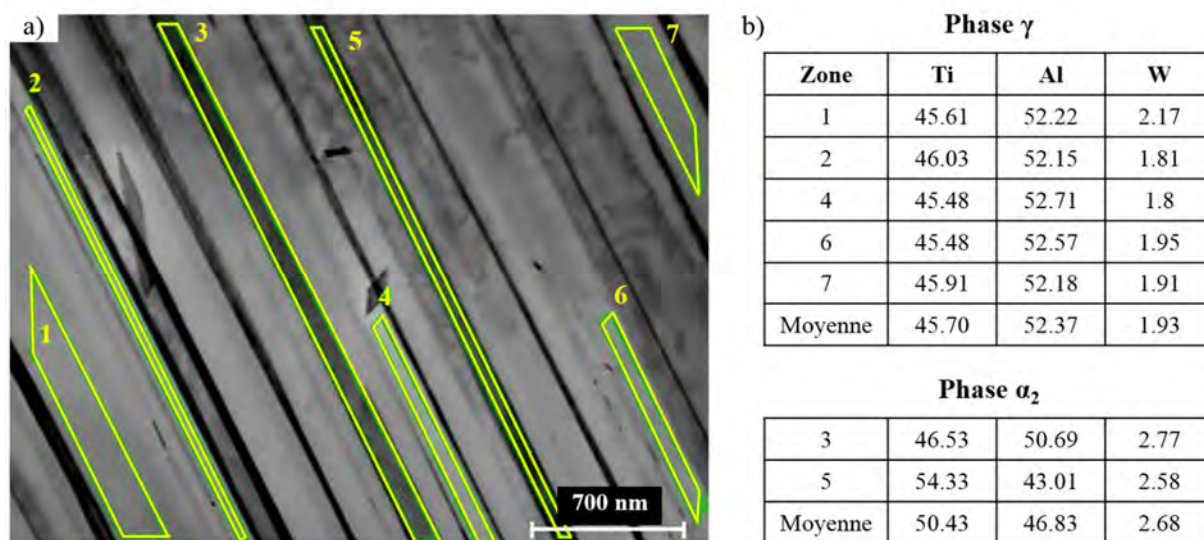 a)
1
2
3
4
5
6
7
700 nm
b)
Phase γ
Zone Ti Al W
1 45.61 52.22 2.17
2 46.03 52.15 1.81
4 45.48 52.71 1.8
6 45.48 52.57 1.95
7 45.91 52.18 1.91
Moyenne 45.70 52.37 1.93
Phase α₂
3 46.53 50.69 2.77
5 54.33 43.01 2.58
Moyenne 50.43 46.83 2.68